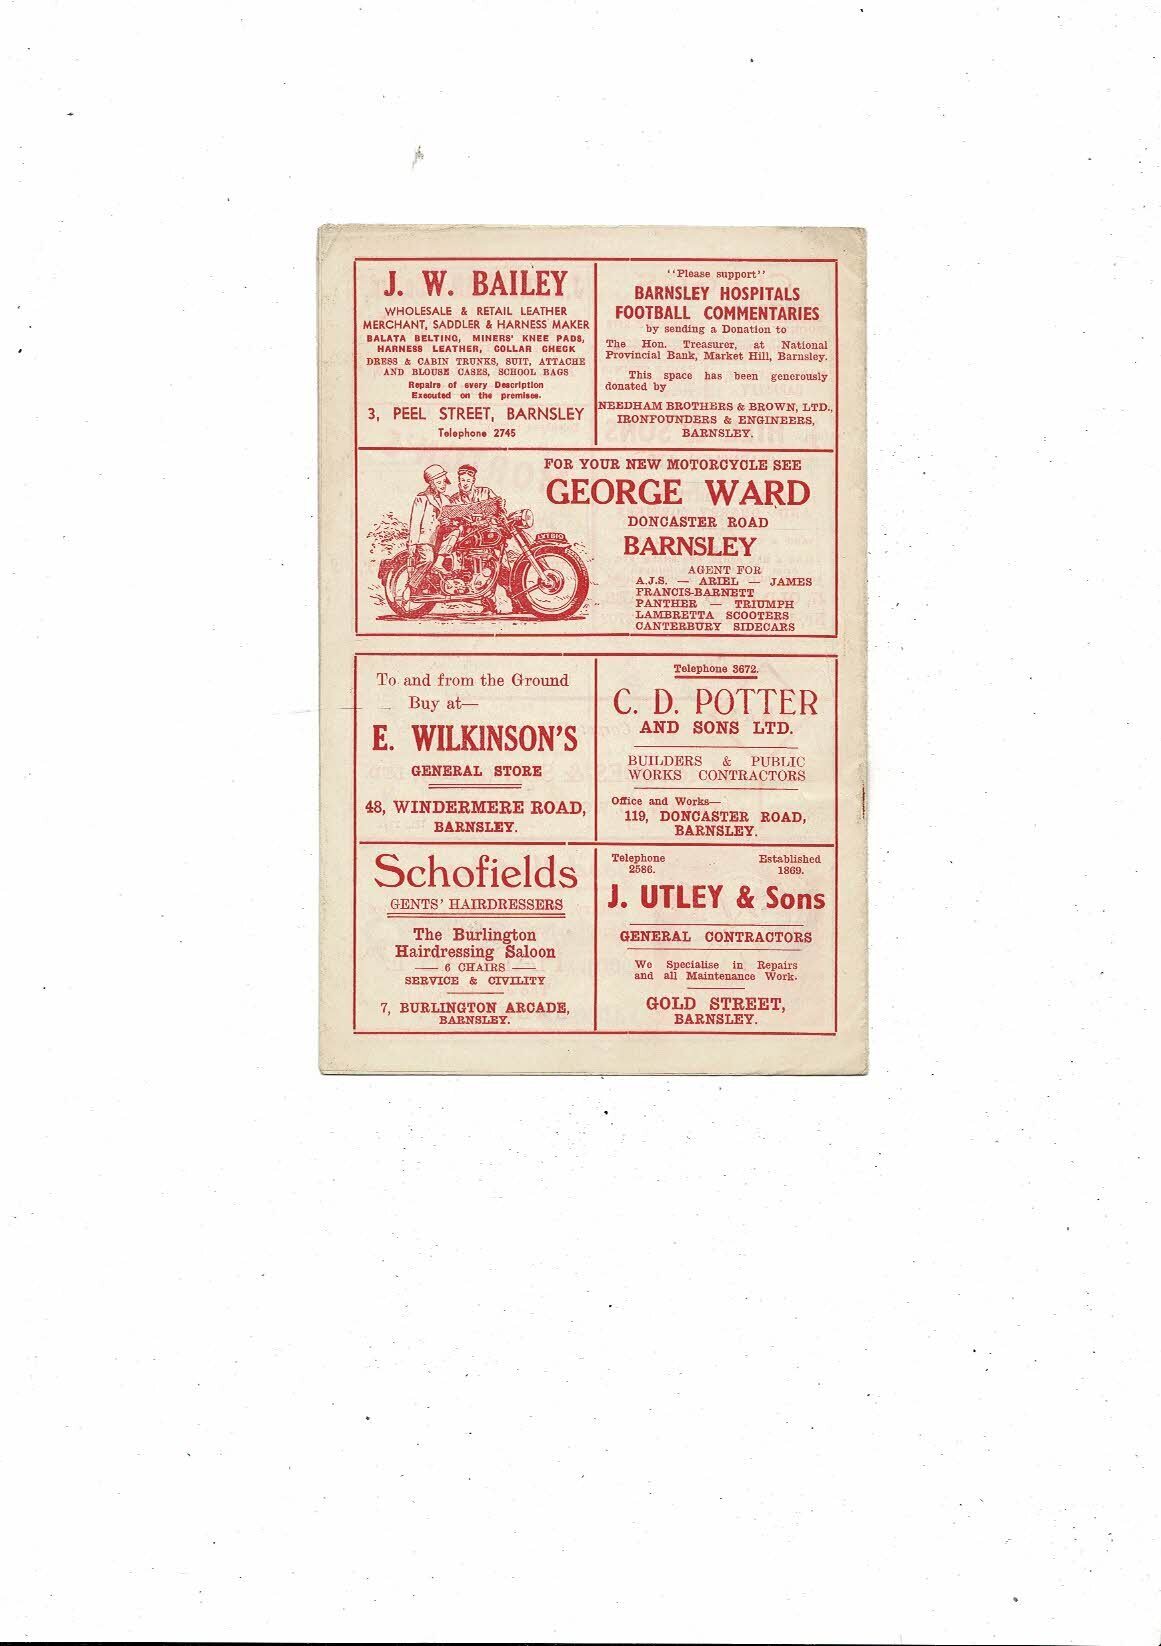 J. W. BAILEY
WHOLESALE & RETAIL LEATHER
MERCHANT, SADDLER & HARNESS MAKER
BALATA BELTING, MINERS' KNEE PADS,
HARNESS LEATHER, COLLAR CHECK
DRESS & CABIN TRUNKS, SUIT, ATTACHE
AND BLOUSE CASES, SCHOOL BAGS
Repairs of every Description
Executed on the premises.
3, PEEL STREET, BARNSLEY
Telephone 2745
"Please support"
BARNSLEY HOSPITALS
FOOTBALL COMMENTARIES
by sending a Donation to
The Hon. Treasurer, at National
Provincial Bank, Market Hill, Barnsley.
This space has been generously
donated by
NEEDHAM BROTHERS & BROWN, LTD.,
IRONFOUNDERS & ENGINEERS,
BARNSLEY.
FOR YOUR NEW MOTORCYCLE SEE
GEORGE WARD
DONCASTER ROAD
BARNSLEY
AGENT FOR
A.J.S. — ARIEL — JAMES
FRANCIS-BARNETT
PANTHER — TRIUMPH
LAMBRETTA SCOOTERS
CANTERBURY SIDECARS
To and from the Ground
Buy at—
E. WILKINSON'S
GENERAL STORE
48, WINDERMERE ROAD,
BARNSLEY.
Telephone 3672.
C. D. POTTER
AND SONS LTD.
BUILDERS & PUBLIC
WORKS CONTRACTORS
Office and Works—
119, DONCASTER ROAD,
BARNSLEY.
Schofields
GENTS' HAIRDRESSERS
The Burlington
Hairdressing Saloon
— 6 CHAIRS —
SERVICE & CIVILITY
7, BURLINGTON ARCADE,
BARNSLEY.
Telephone Established
2586. 1869.
J. UTLEY & Sons
GENERAL CONTRACTORS
We Specialise in Repairs
and all Maintenance Work.
GOLD STREET,
BARNSLEY.